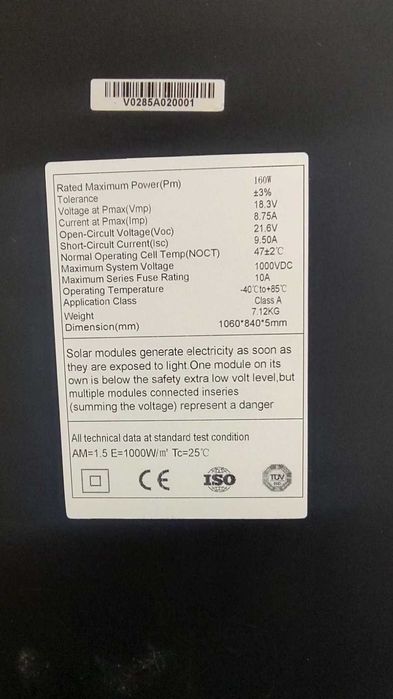 V0285A020001
Rated Maximum Power(Pm) 160W
Tolerance ±3%
Voltage at Pmax(Vmp) 18.3V
Current at Pmax(Imp) 8.75A
Open-Circuit Voltage(Voc) 21.6V
Short-Circuit Current(Isc) 9.50A
Normal Operating Cell Temp(NOCT) 47±2℃
Maximum System Voltage 1000VDC
Maximum Series Fuse Rating 10A
Operating Temperature -40℃to+85℃
Application Class Class A
Weight 7.12KG
Dimension(mm) 1060*840*5mm
Solar modules generate electricity as soon as
they are exposed to light.One module on its
own is below the safety extra low volt level,but
multiple modules connected inseries
(summing the voltage) represent a danger
All technical data at standard test condition
AM=1.5 E=1000W/㎡ Tc=25℃
CE ISO TUV